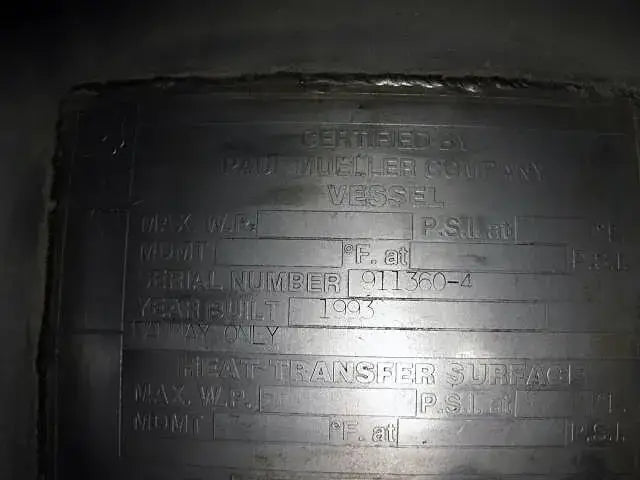 CERTIFIED BY
PAUL MUELLER COMPANY
VESSEL
MAX. W.P. P.S.I. at °F.
MDMT °F. at P.S.I.
SERIAL NUMBER 911360-4
YEAR BUILT 1993
ONLY
HEAT TRANSFER SURFACE
MAX. W.P. P.S.I. at °F.
MDMT °F. at P.S.I.